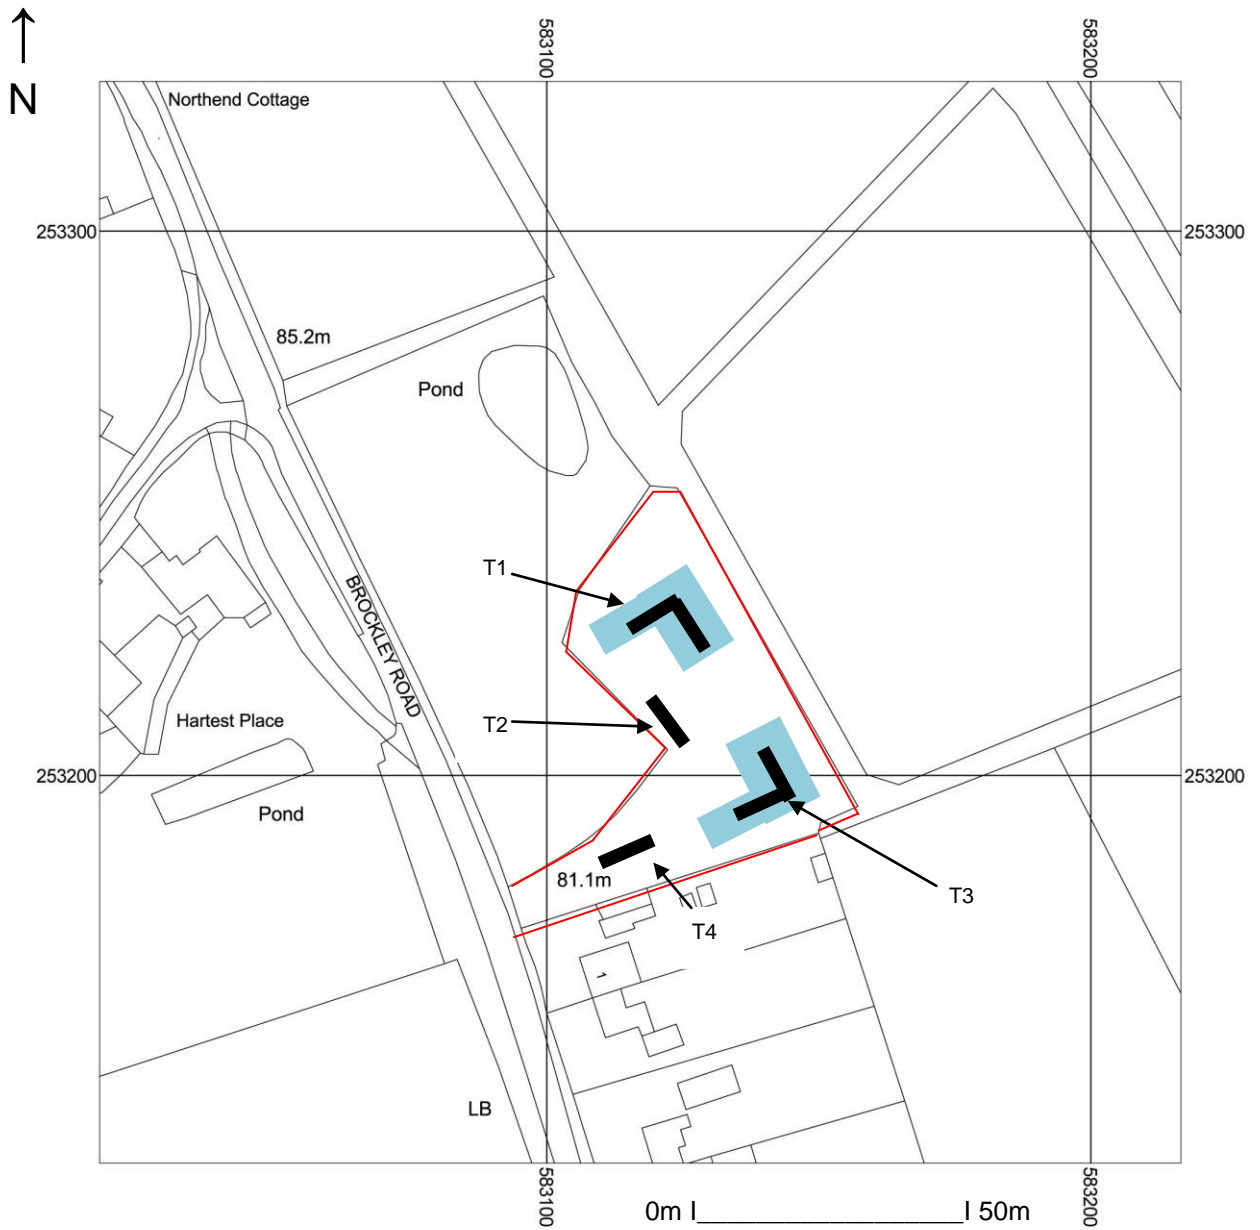 583100
583200
N
Northend Cottage
253300
253300
85.2m
Pond
T1
BROCKLEY ROAD
Hartest Place
T2
253200
253200
Pond
81.1m
T3
T4
1
LB
583100
583200
0m I___________________I 50m